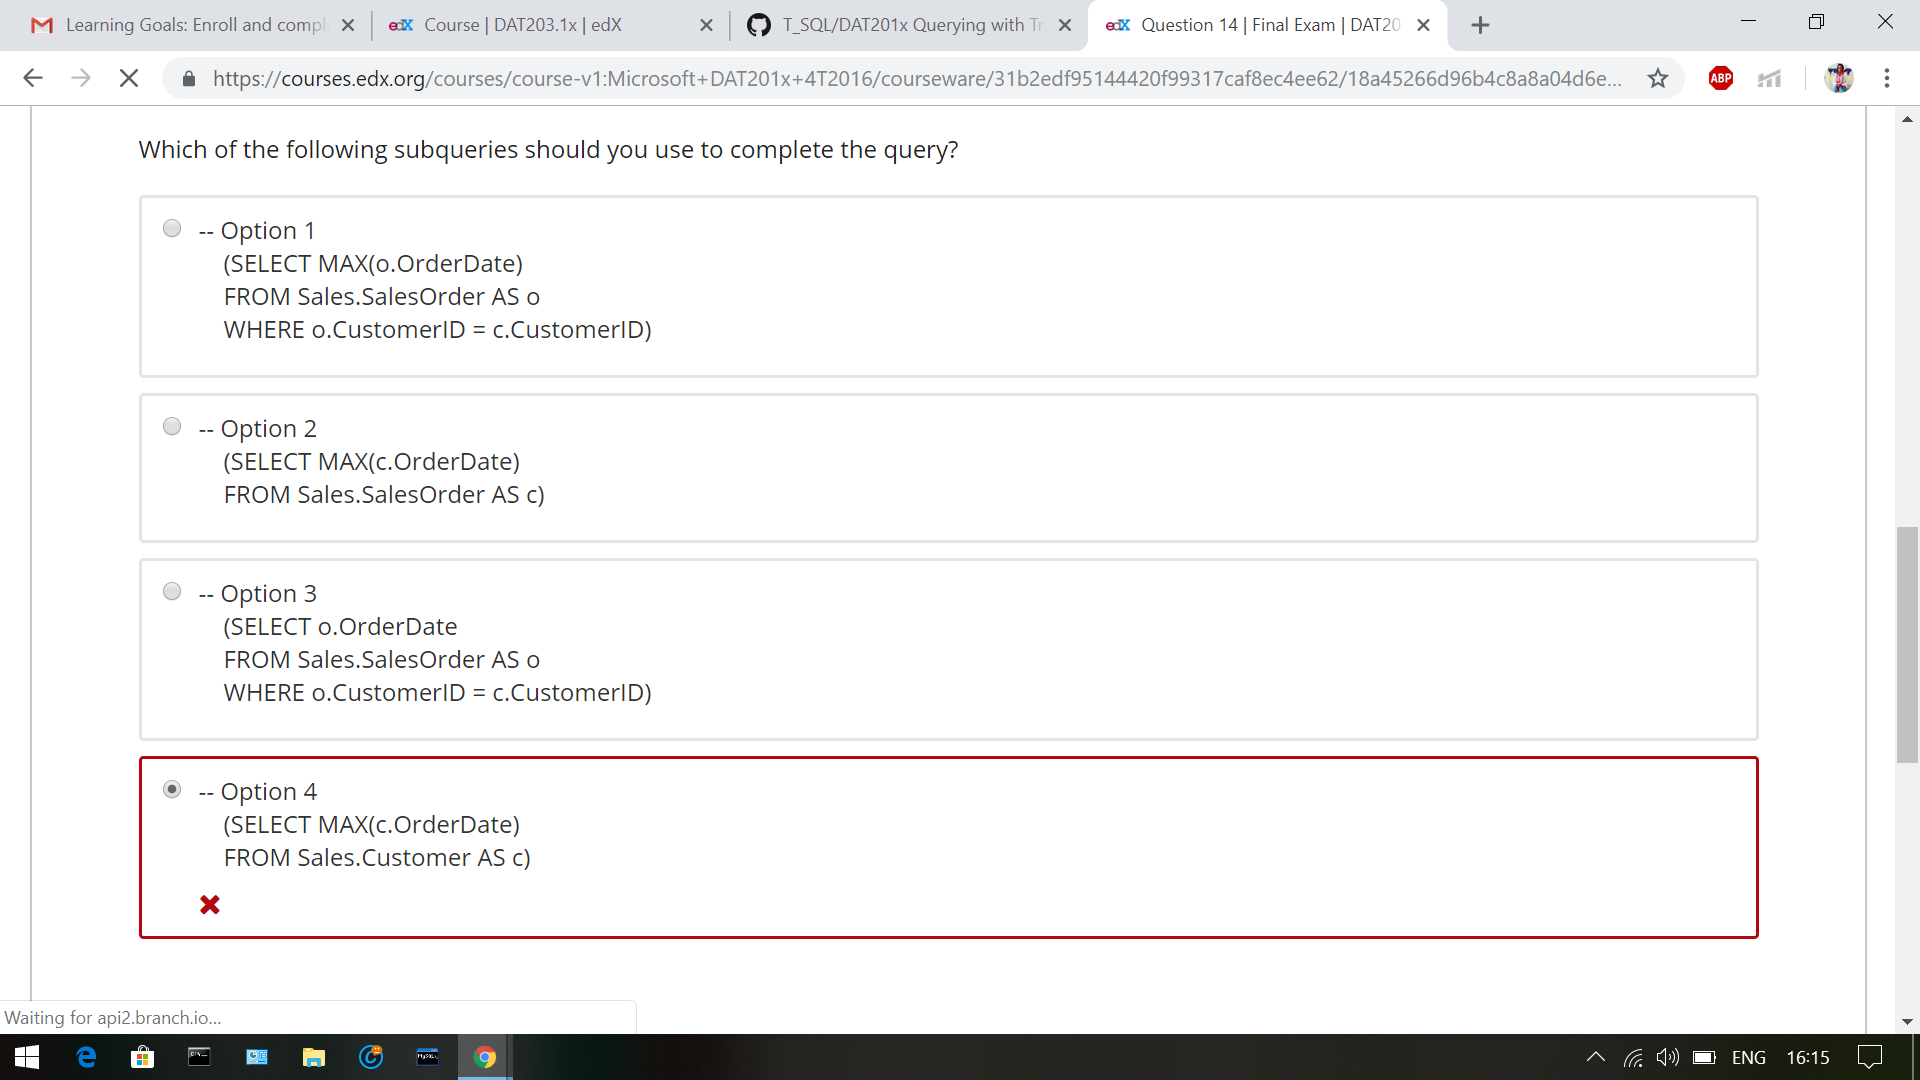 Learning Goals: Enroll and compl
edX Course | DAT203.1x | edX
T_SQL/DAT201x Querying with Tr
edX Question 14 | Final Exam | DAT20
https://courses.edx.org/courses/course-v1:Microsoft+DAT201x+4T2016/courseware/31b2edf95144420f99317caf8ec4ee62/18a45266d96b4c8a8a04d6e...
ABP
Which of the following subqueries should you use to complete the query?
-- Option 1
(SELECT MAX(o.OrderDate)
FROM Sales.SalesOrder AS o
WHERE o.CustomerID = c.CustomerID)
-- Option 2
(SELECT MAX(c.OrderDate)
FROM Sales.SalesOrder AS c)
-- Option 3
(SELECT o.OrderDate
FROM Sales.SalesOrder AS o
WHERE o.CustomerID = c.CustomerID)
-- Option 4
(SELECT MAX(c.OrderDate)
FROM Sales.Customer AS c)
Waiting for api2.branch.io...
ENG
16:15